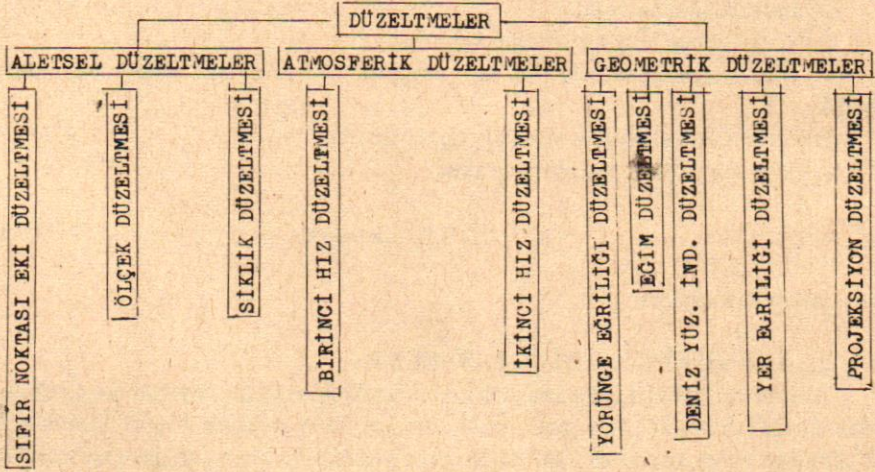 DÜZELTMELER
ALETSEL DÜZELTMELER
ATMOSFERİK DÜZELTMELER
GEOMETRİK DÜZELTMELER
SIFIR NOKTASI EKİ DÜZELTMESİ
ÖLÇEK DÜZELTMESİ
SİKLİK DÜZELTMESİ
BİRİNCİ HIZ DÜZELTMESİ
İKİNCİ HIZ DÜZELTMESİ
YÖRÜNGE EĞRİLİĞİ DÜZELTMESİ
EĞİM DÜZELTMESİ
DENİZ YÜZ. İND. DÜZELTMESİ
YER EĞRİLİĞİ DÜZELTMESİ
PROJEKSİYON DÜZELTMESİ